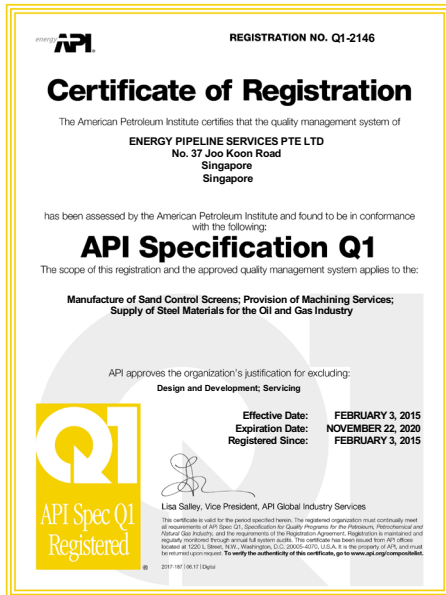 energy API
REGISTRATION NO. Q1-2146
Certificate of Registration
The American Petroleum Institute certifies that the quality management system of
ENERGY PIPELINE SERVICES PTE LTD
No. 37 Joo Koon Road
Singapore
Singapore
has been assessed by the American Petroleum Institute and found to be in conformance
with the following:
API Specification Q1
The scope of this registration and the approved quality management system applies to the:
Manufacture of Sand Control Screens; Provision of Machining Services;
Supply of Steel Materials for the Oil and Gas Industry
API approves the organization's justification for excluding:
Design and Development; Servicing
Effective Date: FEBRUARY 3, 2015
Expiration Date: NOVEMBER 22, 2020
Registered Since: FEBRUARY 3, 2015
Q1
API Spec Q1
Registered
®
Lisa Salley, Vice President, API Global Industry Services
This certificate is valid for the period specified herein. The registered organization must continually meet
all requirements of API Spec Q1, Specification for Quality Programs for the Petroleum, Petrochemical and
Natural Gas Industry, and the requirements of the Registration Agreement. Registration is maintained and
regularly monitored through annual full system audits. This certificate has been issued from API offices
located at 1220 L Street, N.W., Washington, D.C. 20005-4070, U.S.A. It is the property of API, and must
be returned upon request. To verify the authenticity of this certificate, go to www.api.org/compositelist.
2017-187 | 06.17 | Digital